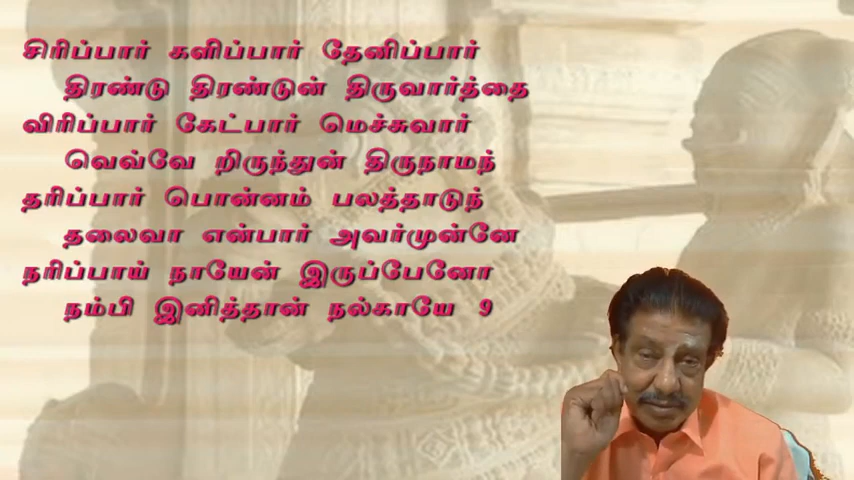 சிரிப்பார் களிப்பார் தேனிப்பார்
திரண்டு திரண்டுன் திருவார்த்தை
விரிப்பார் கேட்பார் மெச்சுவார்
வெவ்வே றிருந்துன் திருநாமந்
தரிப்பார் பொன்னம் பலத்தாடுந்
தலைவா என்பார் அவர்முன்னே
நரிப்பாய் நாயேன் இருப்பேனோ
நம்பி இனித்தான் நல்காயே 9